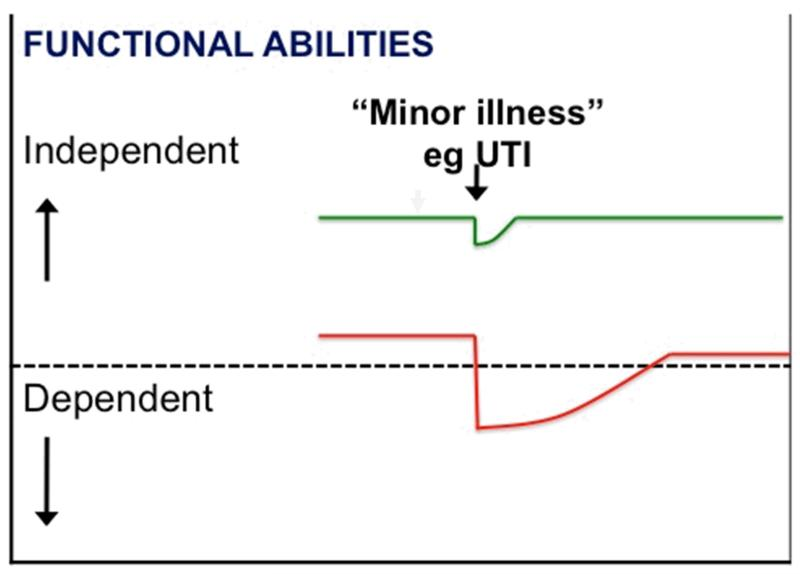 FUNCTIONAL ABILITIES
“Minor illness”
Independent
eg UTI
Dependent